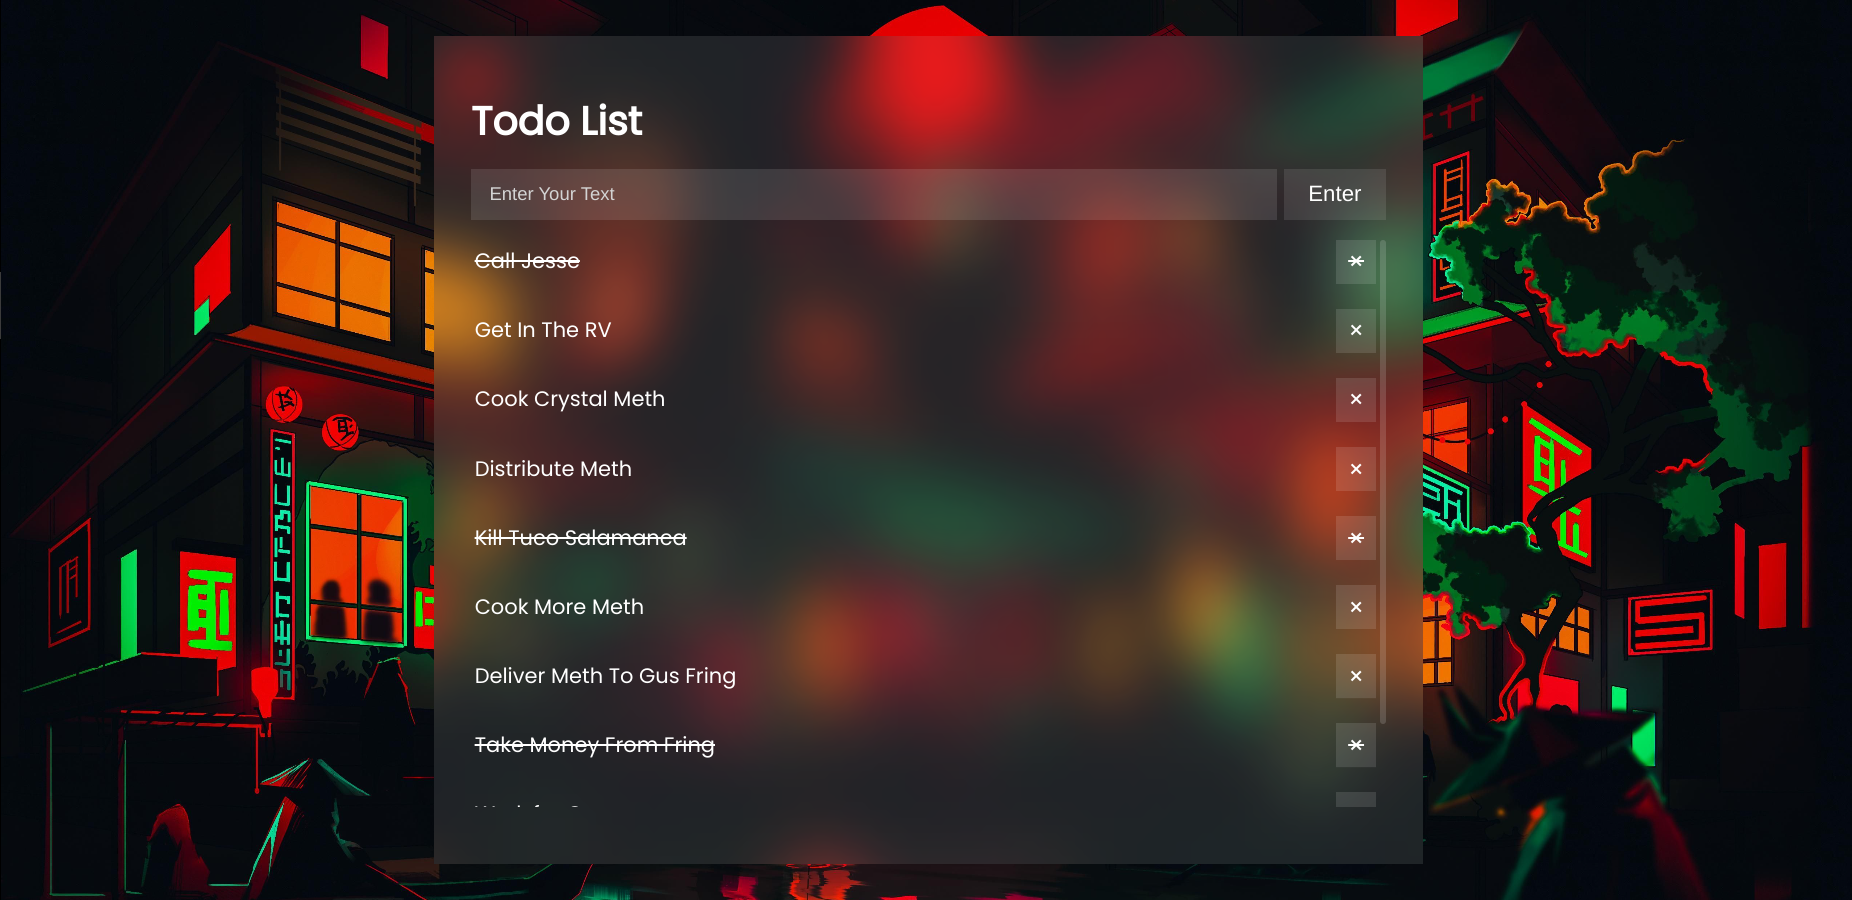 Todo List
Enter Your Text
Enter
Call Jesse
Get In The RV
Cook Crystal Meth
Distribute Meth
Kill Tuco Salamanca
Cook More Meth
Deliver Meth To Gus Fring
Take Money From Fring